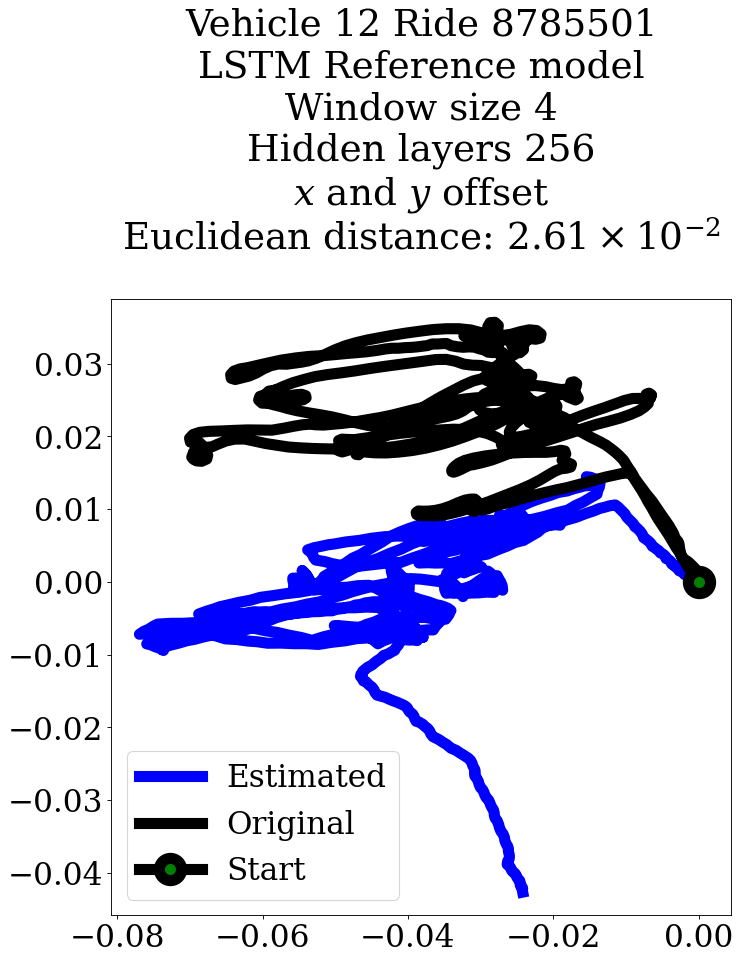 Vehicle 12 Ride 8785501
LSTM Reference model
Window size 4
Hidden layers 256
x and y offset
Euclidean distance: 2.61 × 10⁻²
0.03
0.02
0.01
0.00
−0.01
−0.02
−0.03
−0.04
Estimated
Original
Start
−0.08 −0.06 −0.04 −0.02 0.00